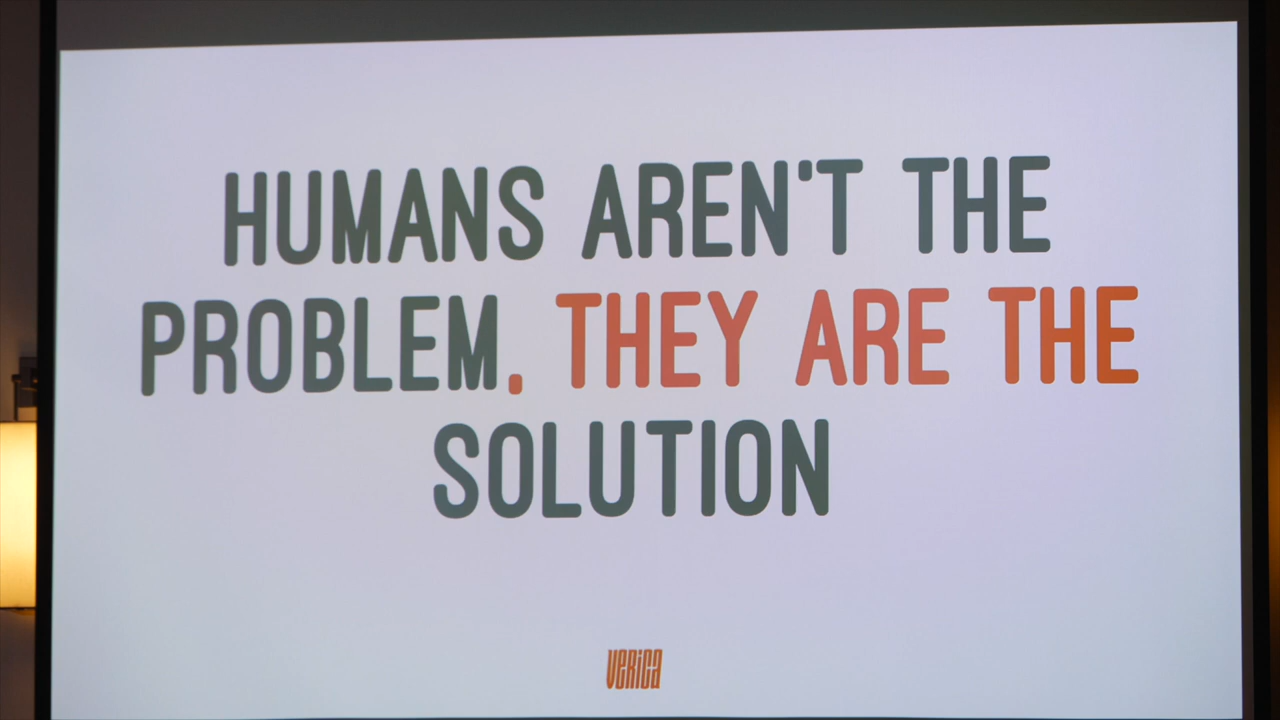 HUMANS AREN'T THE
PROBLEM, THEY ARE THE
SOLUTION
VERICA